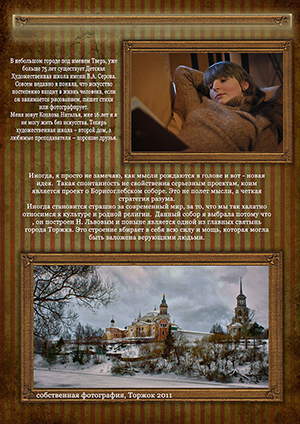 В небольшом городе под именем Тверь, уже
больше 75 лет существует Детская
Художественная школа имени В.А. Серова.
Совсем недавно я поняла, что искусство
постепенно входит в жизнь человека, если
он занимается рисованием, пишет стихи
или фотографирует.
Меня зовут Козлова Наталья, мне 16 лет и я
не могу жить без искусства. Теперь
художественная школа – второй дом, а
любимые преподаватели – хорошие друзья.
Иногда, я просто не замечаю, как мысли рождаются в голове и вот - новая
идея. Такая спонтанность не свойственна серьезным проектам, коим
является проект о Борисоглебском соборе. Это не полет мысли, а четкая
стратегия разума.
Иногда становится страшно за современный мир, за то, что мы так халатно
относимся к культуре и родной религии. Данный собор я выбрала потому что
, он построен Н. Львовым и поныне является одной из главных святынь
города Торжка. Это строение вбирает в себя всю силу и мощь, которая могла
быть заложена верующими людьми.
собственная фотография, Торжок 2011